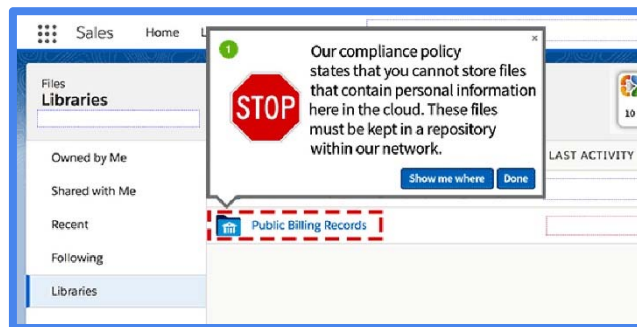 Sales
Home
L
1
×
Our compliance policy
states that you cannot store files
that contain personal information
here in the cloud. These files
must be kept in a repository
within our network.
STOP
Show me where
Done
Files
Libraries
10
LAST ACTIVITY
Owned by Me
Shared with Me
Recent
Public Billing Records
Following
Libraries